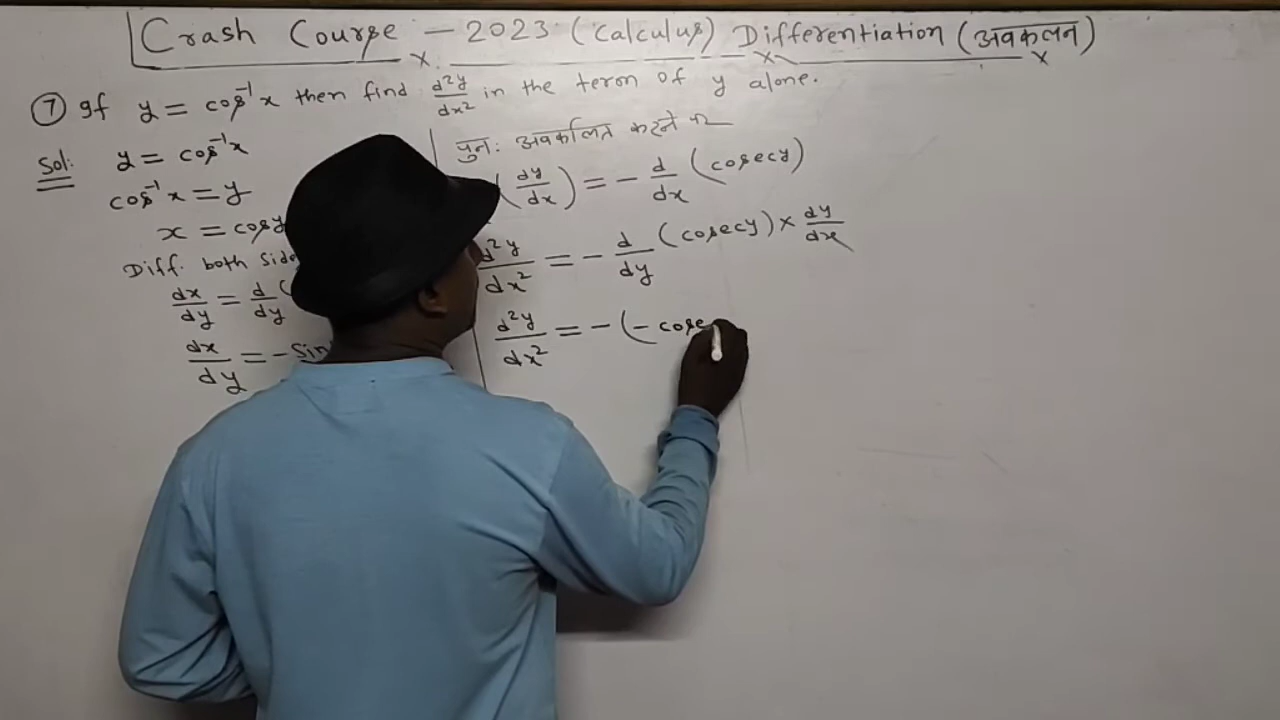 Crash Course - 2023 (Calculus) Differentiation (अवकलन)
⑦ If y = cos⁻¹x then find d²y/dx² in the term of y alone.
Sol: y = cos⁻¹x
cos⁻¹x = y
x = cosy
Diff. both side
dx/dy = d/dy (
dx/dy = - sin
पुनः अवकलित करने पर
(dy/dx) = - d/dx (cosecy)
d²y/dx² = - d/dy (cosecy) × dy/dx
d²y/dx² = - (- cose